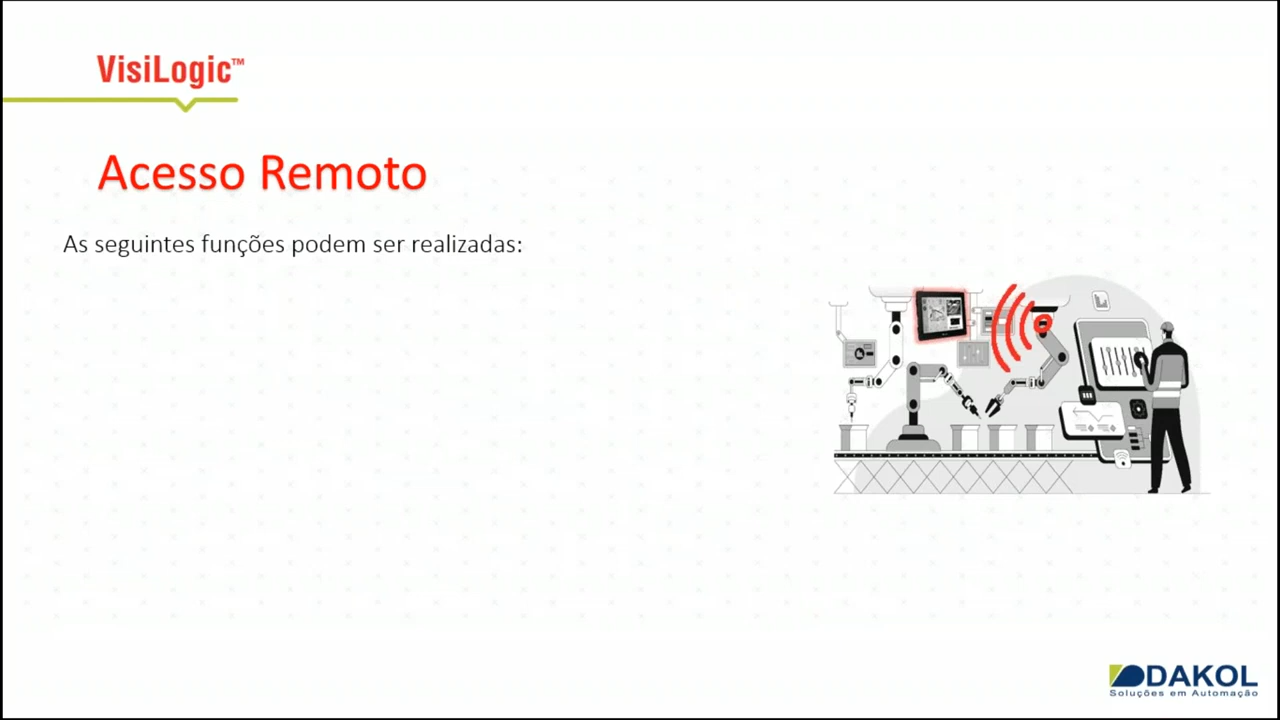 VisiLogic™
Acesso Remoto
As seguintes funções podem ser realizadas:
DAKOL
Soluções em Automação